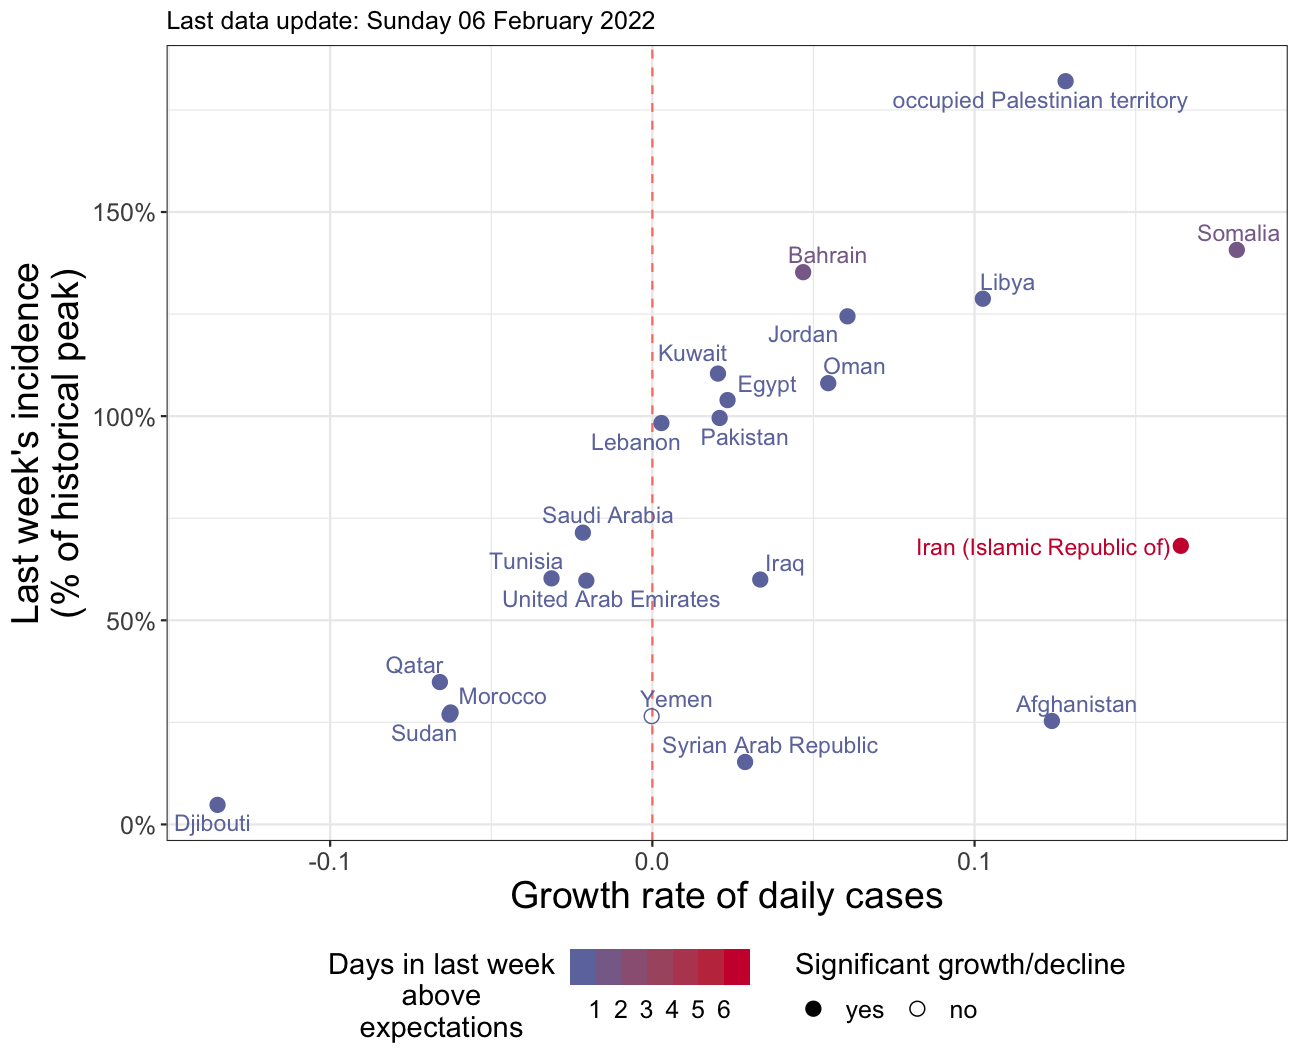 Last data update: Sunday 06 February 2022
occupied Palestinian territory
150%
Somalia
Bahrain
Libya
Jordan
Kuwait
Oman
Egypt
100%
Pakistan
Lebanon
Last week's incidence
(% of historical peak)
Saudi Arabia
Iran (Islamic Republic of)
Tunisia
Iraq
United Arab Emirates
50%
Qatar
Morocco
Yemen
Afghanistan
Sudan
Syrian Arab Republic
0%
Djibouti
-0.1 0.0 0.1
Growth rate of daily cases
Days in last week
above
expectations
1 2 3 4 5 6
Significant growth/decline
yes no